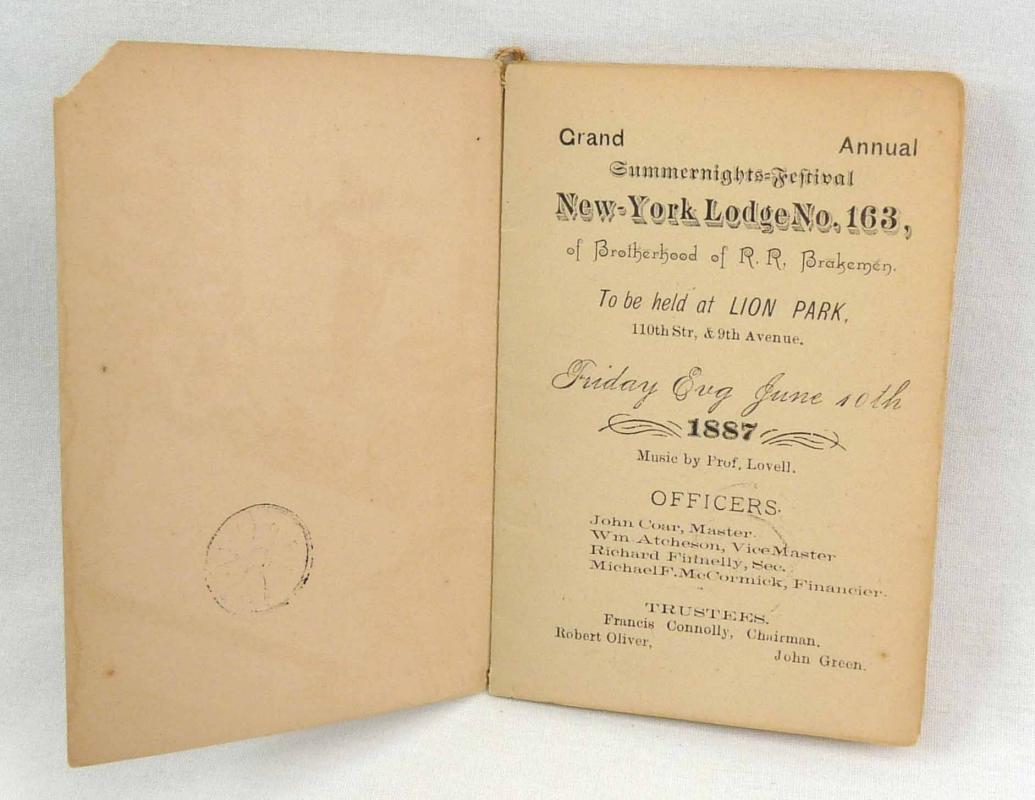 Grand Annual
Summernights=Festival
New-York Lodge No. 163,
of Brotherhood of R. R. Brakemen.
To be held at LION PARK,
110th Str, & 9th Avenue.
Friday Evg June 10th
1887
Music by Prof. Lovell.
OFFICERS.
John Coar, Master.
Wm Atcheson, Vice Master
Richard Finnelly, Sec.
Michael F. McCormick, Financier.
TRUSTEES.
Francis Connolly, Chairman.
Robert Oliver,
John Green.